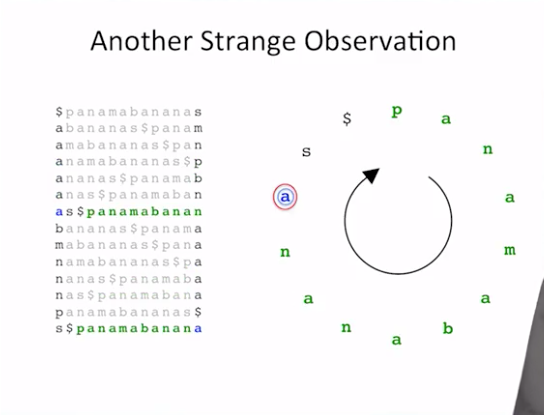 Another Strange Observation
$panamabananas
abananas$panam
amabananas$pan
anamabananas$p
ananas$panamab
anas$panamaban
as$panamabanan
bananas$panama
mabananas$pana
namabananas$pa
nanas$panamaba
nas$panamabana
panamabananas$
s$panamabanana
$ p a
s n
a a
n m
a a
n a b